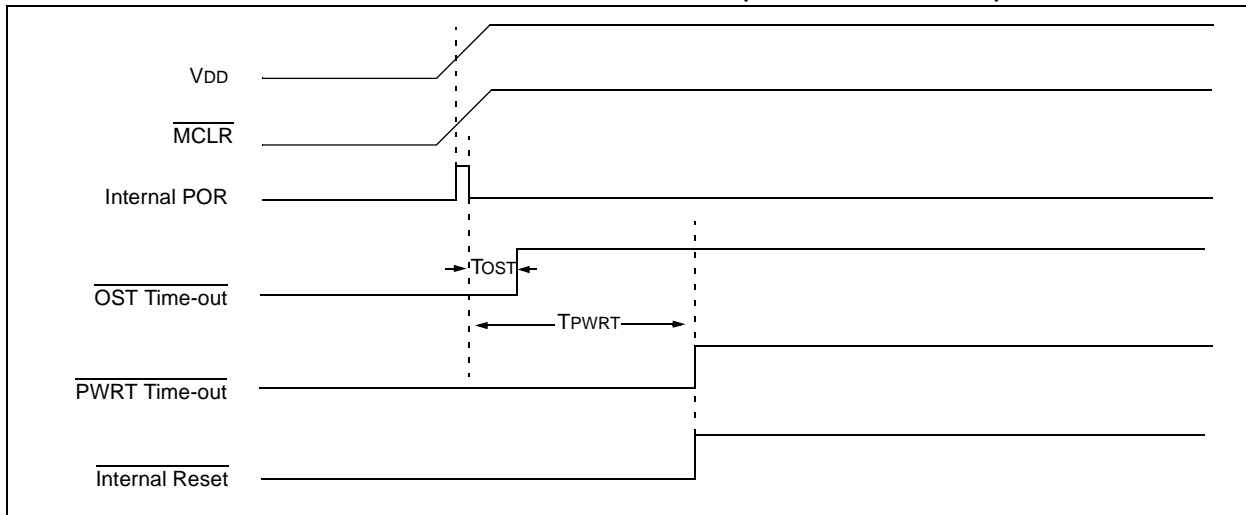 VDD
MCLR
Internal POR
TOST
OST Time-out
TPWRT
PWRT Time-out
Internal Reset